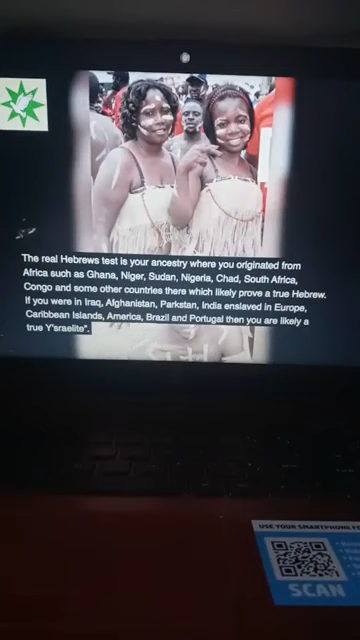 The real Hebrews test is your ancestry where you originated from
Africa such as Ghana, Niger, Sudan, Nigeria, Chad, South Africa,
Congo and some other countries there which likely prove a true Hebrew.
If you were in Iraq, Afghanistan, Parkstan, India enslaved in Europe,
Caribbean Islands, America, Brazil and Portugal then you are likely a
true Y'sraelite".
USE YOUR SMARTPHONE
SCAN